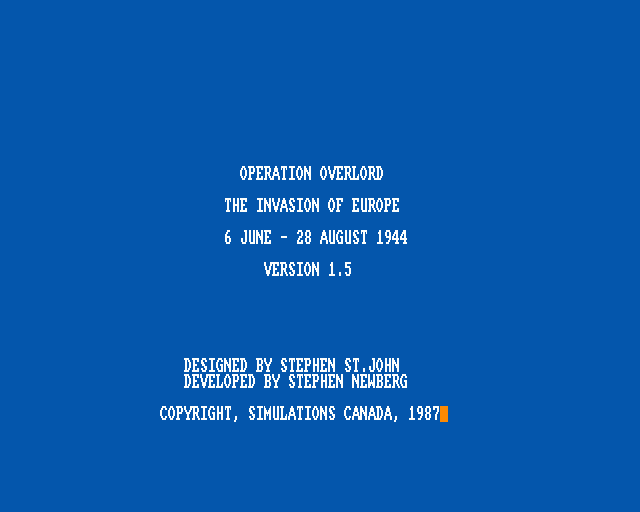 OPERATION OVERLORD
THE INVASION OF EUROPE
6 JUNE - 28 AUGUST 1944
VERSION 1.5
DESIGNED BY STEPHEN ST.JOHN
DEVELOPED BY STEPHEN NEWBERG
COPYRIGHT, SIMULATIONS CANADA, 1987